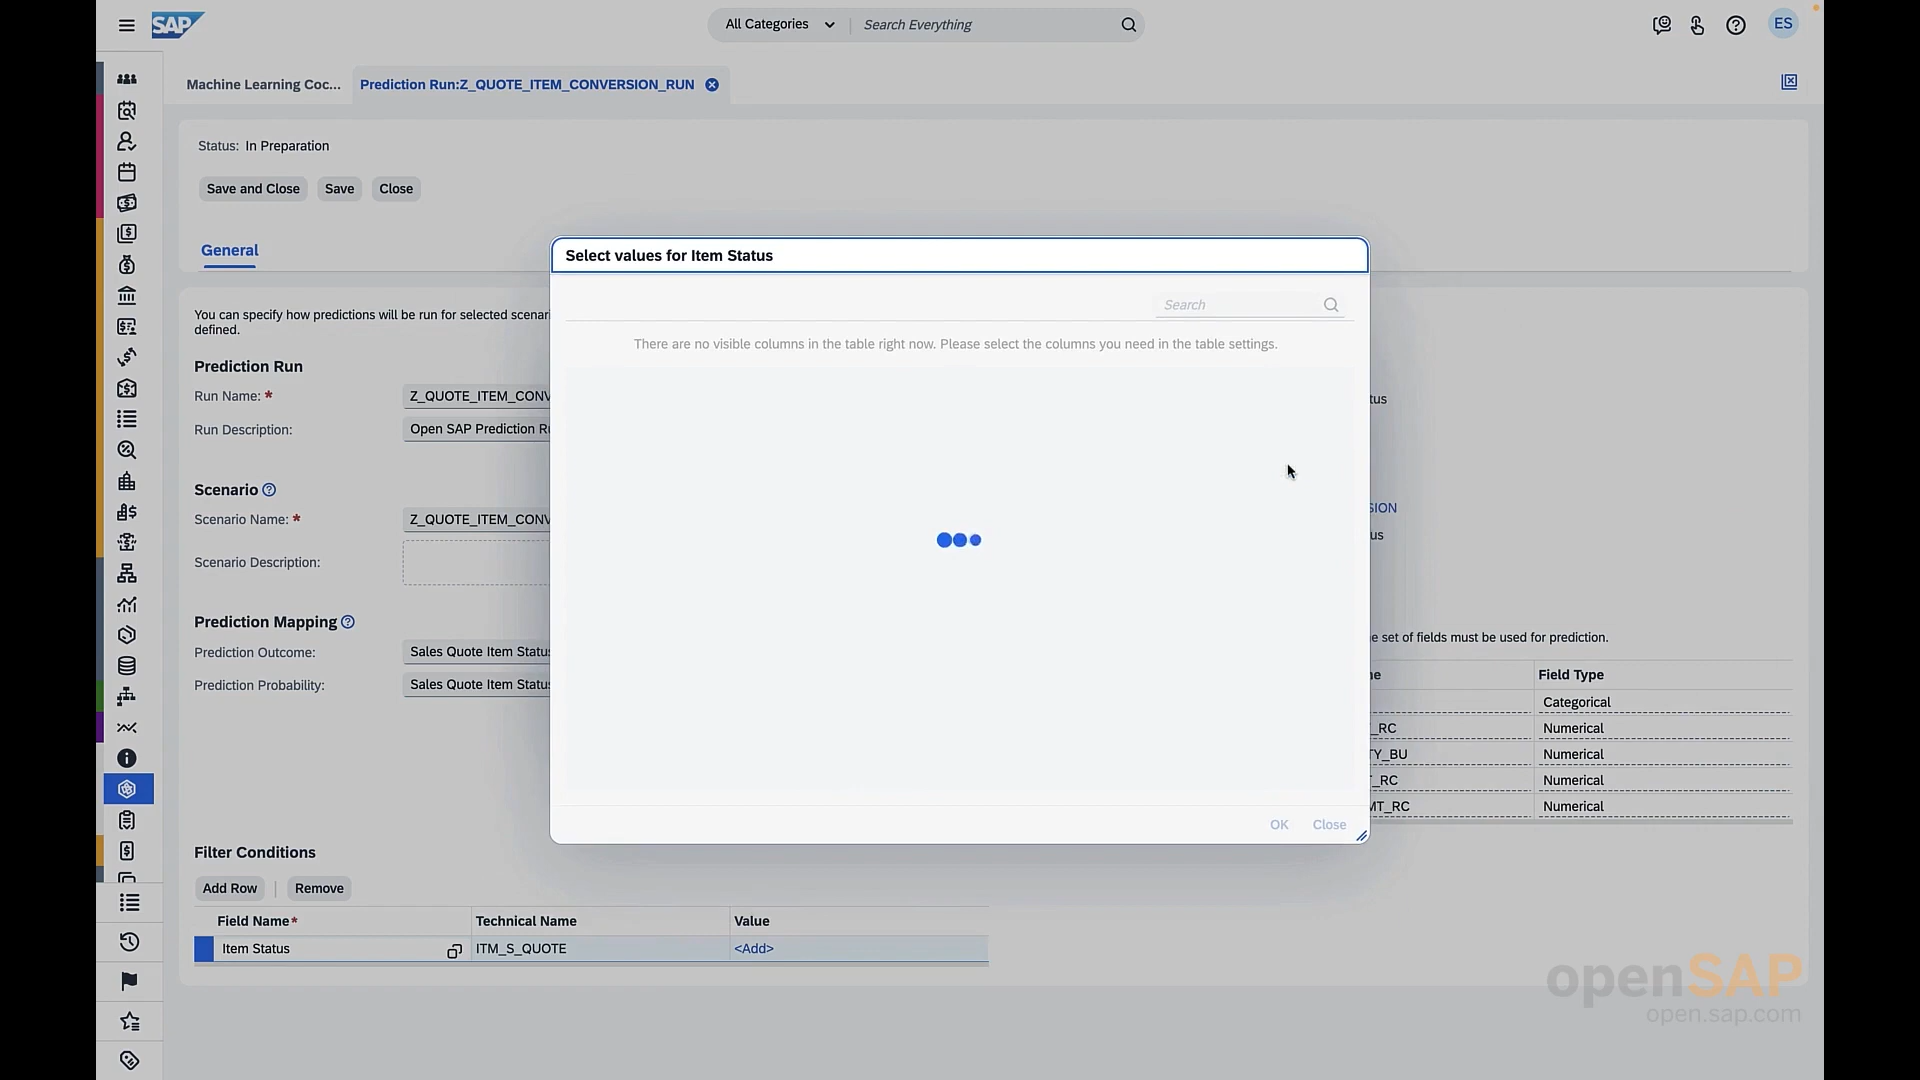 SAP
All Categories
Search Everything
ES
Machine Learning Coc...
Prediction Run:Z_QUOTE_ITEM_CONVERSION_RUN
Status: In Preparation
Save and Close
Save
Close
General
Select values for Item Status
Search
There are no visible columns in the table right now. Please select the columns you need in the table settings.
OK
Close
You can specify how predictions will be run for selected scenari
defined.
Prediction Run
Run Name: *
Z_QUOTE_ITEM_CONV
tus
Run Description:
Open SAP Prediction R
Scenario
Scenario Name: *
Z_QUOTE_ITEM_CONV
SION
us
Scenario Description:
Prediction Mapping
Prediction Outcome:
Sales Quote Item Statu
Prediction Probability:
Sales Quote Item Status
e set of fields must be used for prediction.
Field Type
Categorical
_RC Numerical
TY_BU Numerical
T_RC Numerical
MT_RC Numerical
Filter Conditions
Add Row
Remove
Field Name* Technical Name Value
Item Status ITM_S_QUOTE <Add>
openSAP
open.sap.com